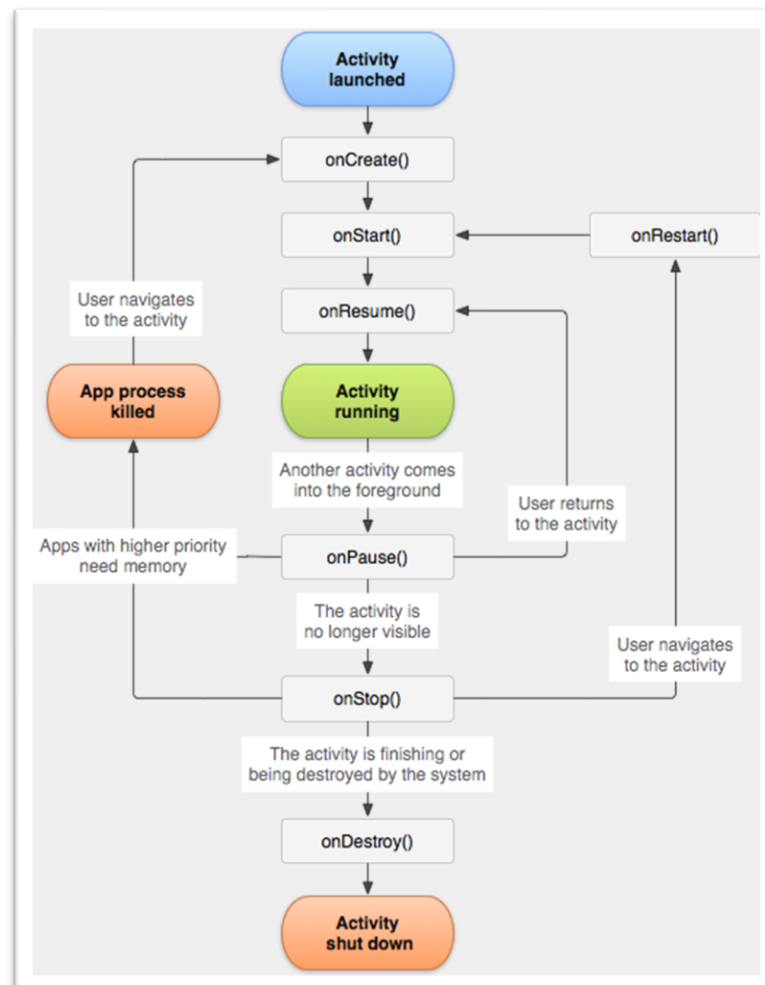 Activity
launched
onCreate()
onStart()
onRestart()
User navigates
to the activity
onResume()
App process
killed
Activity
running
Another activity comes
into the foreground
User returns
to the activity
Apps with higher priority
need memory
onPause()
The activity is
no longer visible
User navigates
to the activity
onStop()
The activity is finishing or
being destroyed by the system
onDestroy()
Activity
shut down